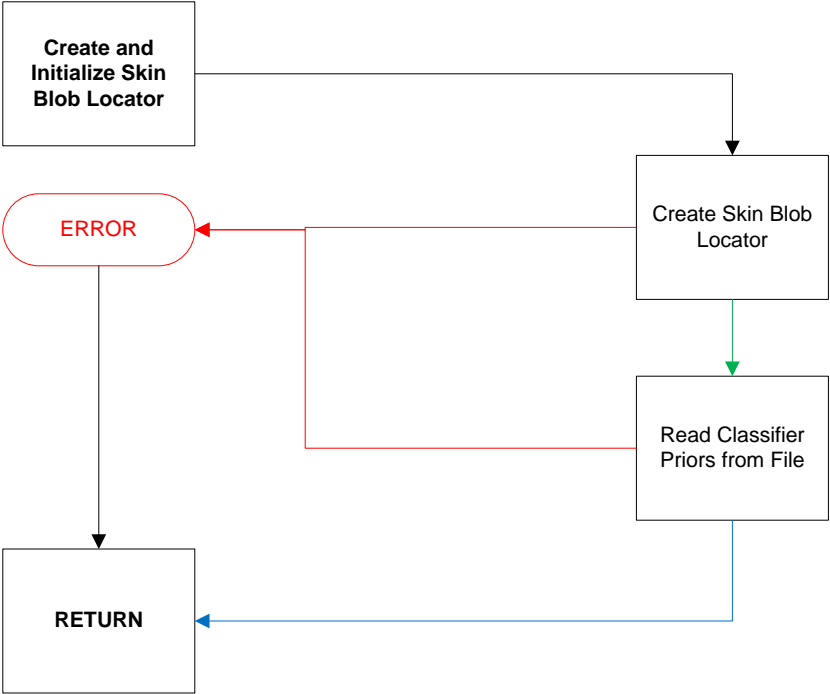 Create and
Initialize Skin
Blob Locator
Create Skin Blob
Locator
ERROR
Read Classifier
Priors from File
RETURN